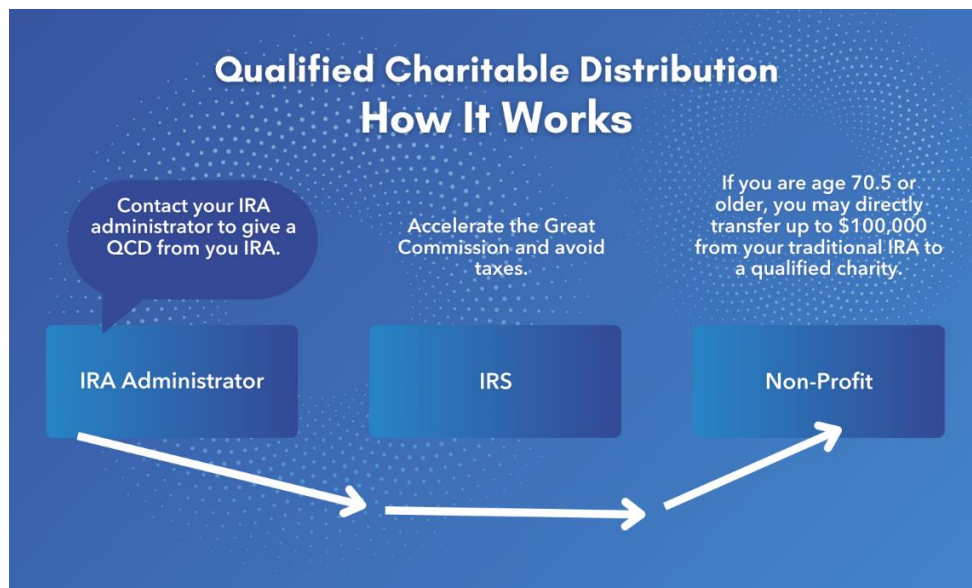 Qualified Charitable Distribution
How It Works
Contact your IRA
administrator to give a
QCD from you IRA.
Accelerate the Great
Commission and avoid
taxes.
If you are age 70.5 or
older, you may directly
transfer up to $100,000
from your traditional IRA to
a qualified charity.
IRA Administrator
IRS
Non-Profit